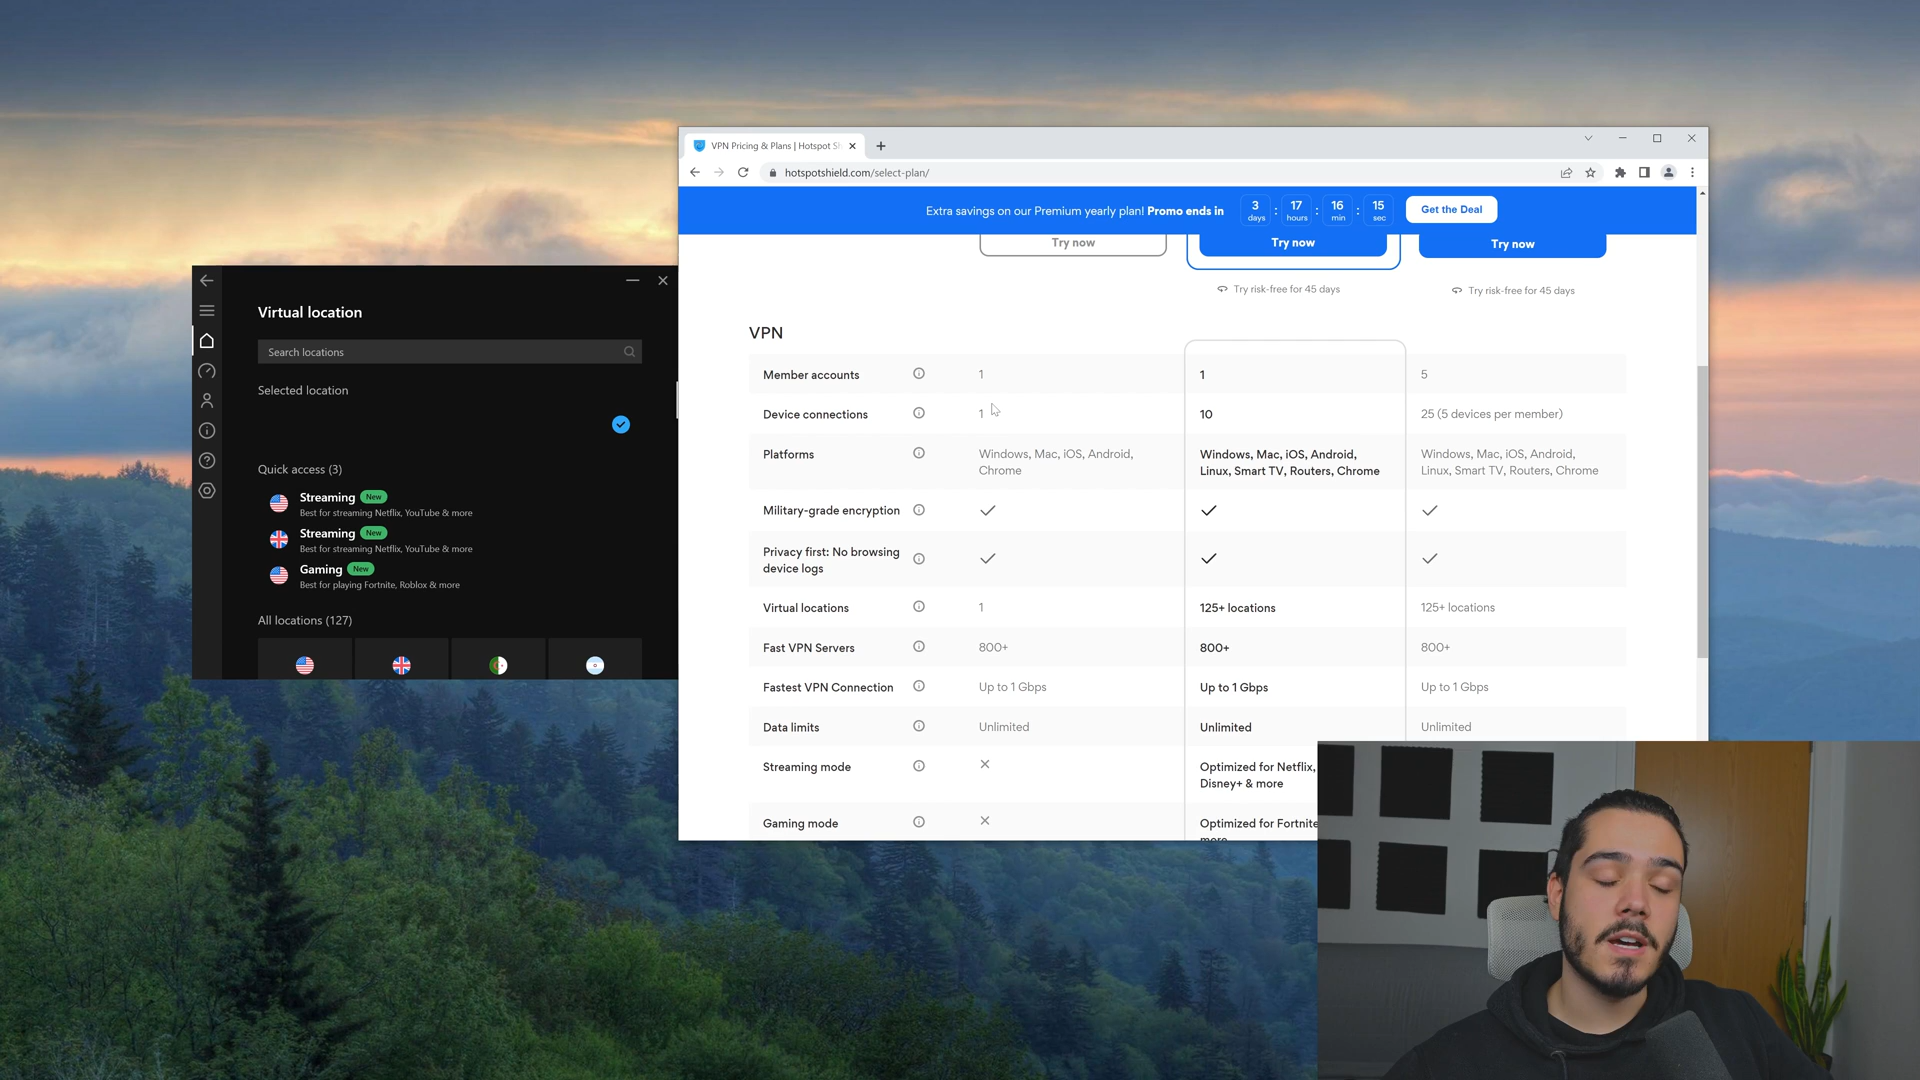 VPN Pricing & Plans | Hotspot Sh
hotspotshield.com/select-plan/
Extra savings on our Premium yearly plan! Promo ends in
3 days : 17 hours : 16 min : 15 sec
Get the Deal
Try now
Try now
Try now
Try risk-free for 45 days
Try risk-free for 45 days
VPN
Member accounts 1 1 5
Device connections 1 10 25 (5 devices per member)
Platforms
Windows, Mac, iOS, Android,
Chrome
Windows, Mac, iOS, Android,
Linux, Smart TV, Routers, Chrome
Windows, Mac, iOS, Android,
Linux, Smart TV, Routers, Chrome
Military-grade encryption
Privacy first: No browsing
device logs
Virtual locations 1 125+ locations 125+ locations
Fast VPN Servers 800+ 800+ 800+
Fastest VPN Connection Up to 1 Gbps Up to 1 Gbps Up to 1 Gbps
Data limits Unlimited Unlimited Unlimited
Streaming mode
Optimized for Netflix,
Disney+ & more
Gaming mode
Optimized for Fortnite
more
Virtual location
Search locations
Selected location
Quick access (3)
Streaming New
Best for streaming Netflix, YouTube & more
Streaming New
Best for streaming Netflix, YouTube & more
Gaming New
Best for playing Fortnite, Roblox & more
All locations (127)